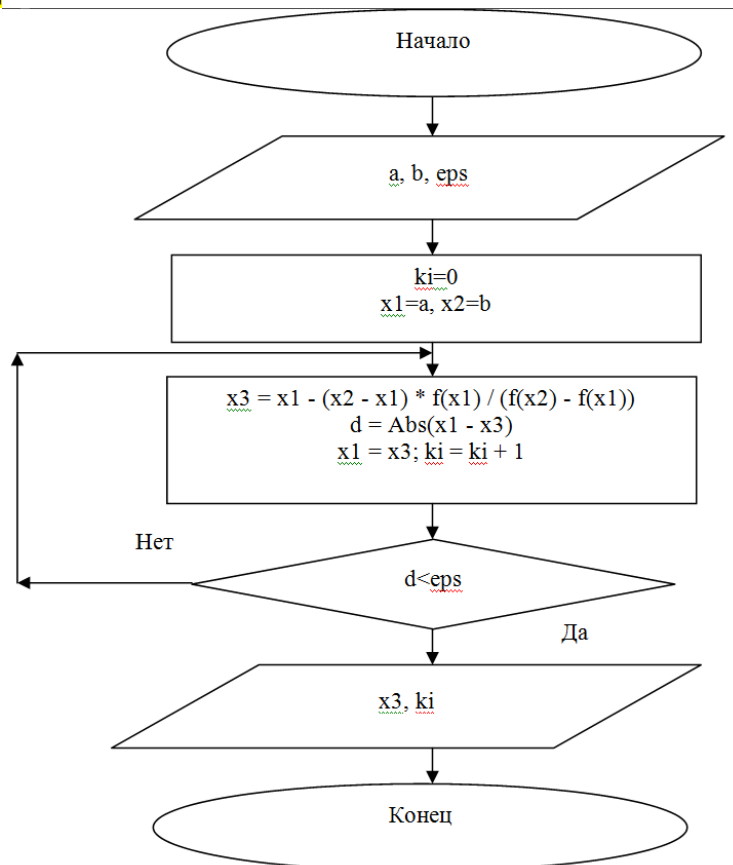 Начало
a, b, eps
ki=0
x1=a, x2=b
x3 = x1 - (x2 - x1) * f(x1) / (f(x2) - f(x1))
d = Abs(x1 - x3)
x1 = x3; ki = ki + 1
Нет
d<eps
Да
x3, ki
Конец